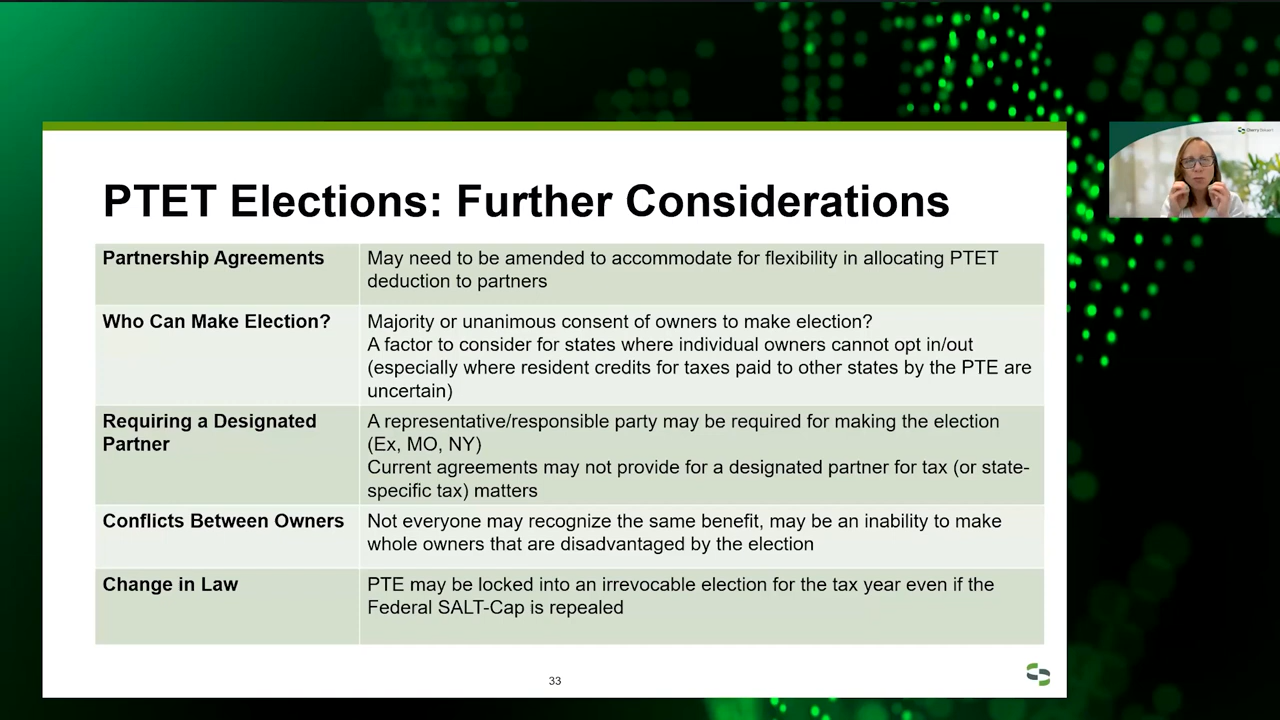 PTET Elections: Further Considerations
Partnership Agreements
May need to be amended to accommodate for flexibility in allocating PTET
deduction to partners
Who Can Make Election?
Majority or unanimous consent of owners to make election?
A factor to consider for states where individual owners cannot opt in/out
(especially where resident credits for taxes paid to other states by the PTE are
uncertain)
Requiring a Designated
Partner
A representative/responsible party may be required for making the election
(Ex, MO, NY)
Current agreements may not provide for a designated partner for tax (or state-
specific tax) matters
Conflicts Between Owners
Not everyone may recognize the same benefit, may be an inability to make
whole owners that are disadvantaged by the election
Change in Law
PTE may be locked into an irrevocable election for the tax year even if the
Federal SALT-Cap is repealed
33